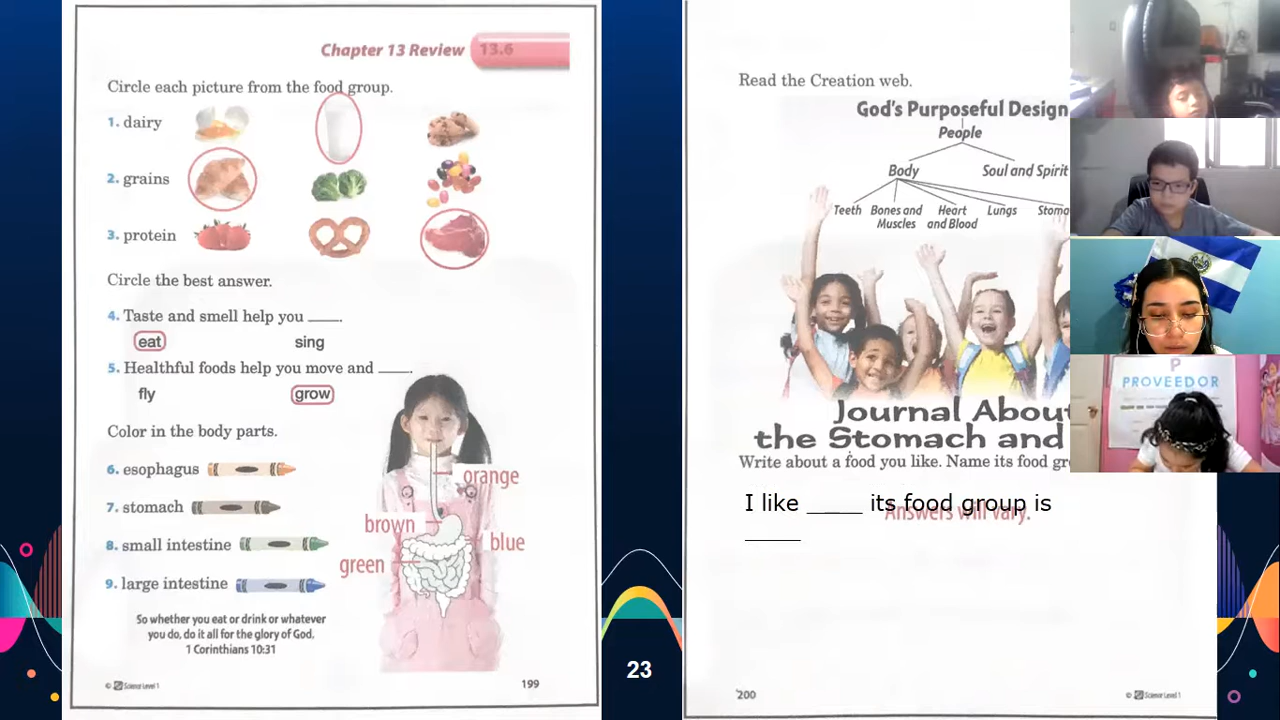 Chapter 13 Review 13.6
Circle each picture from the food group.
1. dairy
2. grains
3. protein
Circle the best answer.
4. Taste and smell help you ____.
eat sing
5. Healthful foods help you move and ____.
fly grow
Color in the body parts.
6. esophagus
7. stomach
8. small intestine
9. large intestine
orange
brown
blue
green
So whether you eat or drink or whatever
you do, do it all for the glory of God.
1 Corinthians 10:31
© Science Level 1
199
23
Read the Creation web.
God's Purposeful Design
People
Body Soul and Spirit
Teeth Bones and Muscles Heart and Blood Lungs Stoma
Journal Abou
the Stomach and
Write about a food you like. Name its food gr
I like ____ its food group is
____
Answers will vary.
200
© Science Level 1
PROVEEDOR